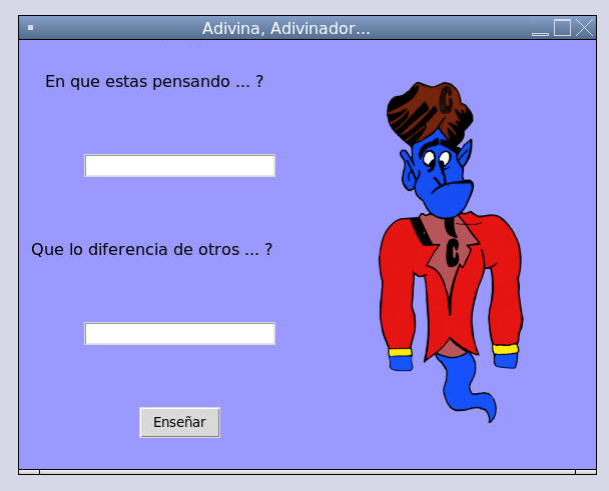 Adivina, Adivinador...
En que estas pensando ... ?
Que lo diferencia de otros ... ?
Enseñar
C
C